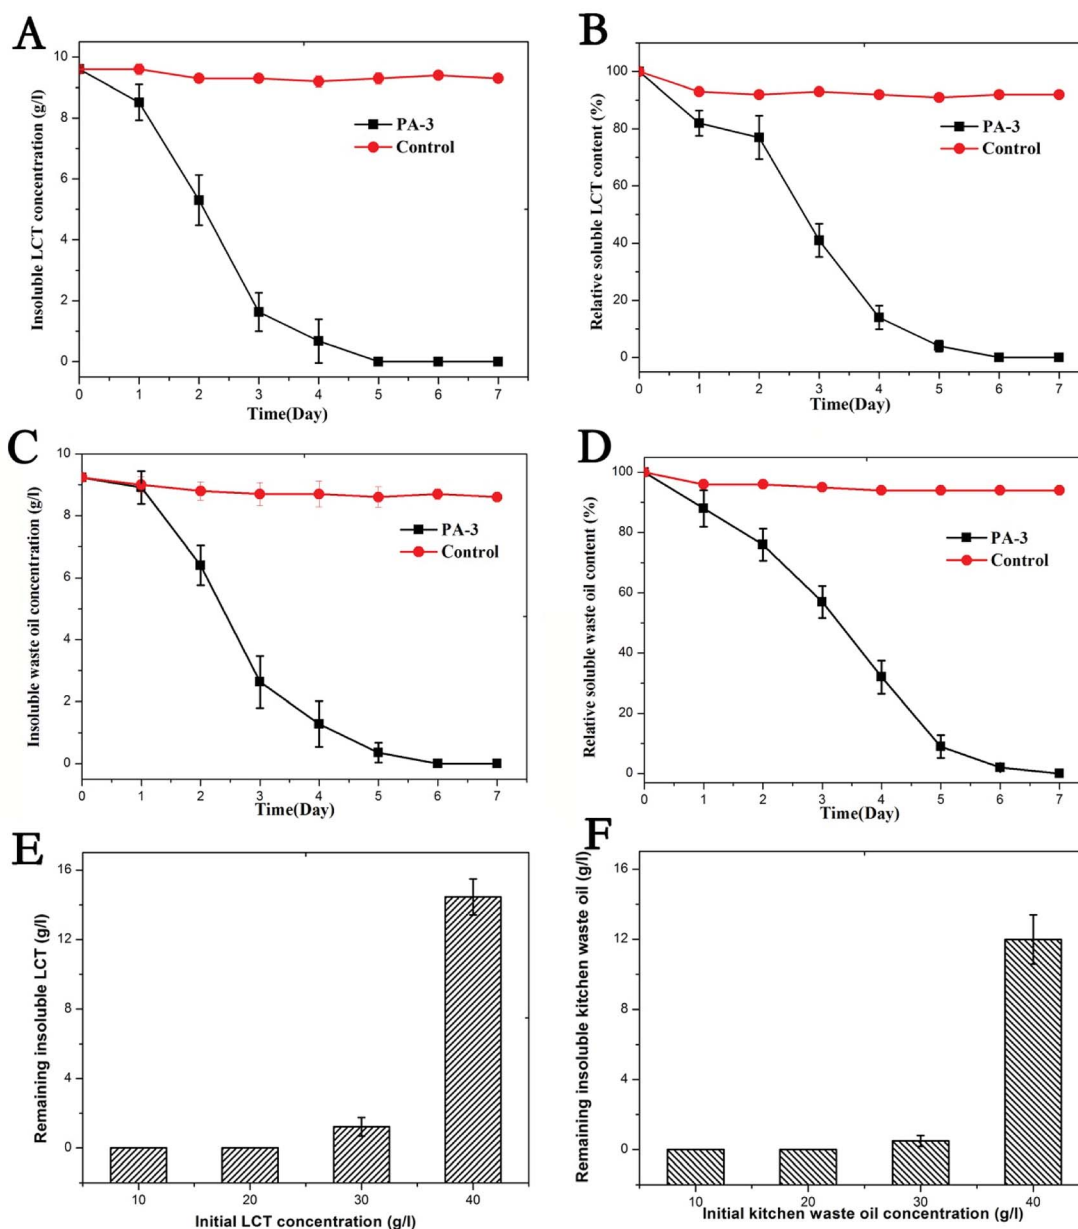 A
Insoluble LCT concentration (g/l)
10
8
6
4
2
0
PA-3
Control
0 1 2 3 4 5 6 7
Time(Day)
B
Relative soluble LCT content (%)
100
80
60
40
20
0
PA-3
Control
0 1 2 3 4 5 6 7
Time(Day)
C
Insoluble waste oil concentration (g/l)
10
8
6
4
2
0
PA-3
Control
0 1 2 3 4 5 6 7
Time(Day)
D
Relative soluble waste oil content (%)
100
80
60
40
20
0
PA-3
Control
0 1 2 3 4 5 6 7
Time(Day)
E
Remaining insoluble LCT (g/l)
16
12
8
4
0
10 20 30 40
Initial LCT concentration (g/l)
F
Remaining insoluble kitchen waste oil (g/l)
16
12
8
4
0
10 20 30 40
Initial kitchen waste oil concentration (g/l)